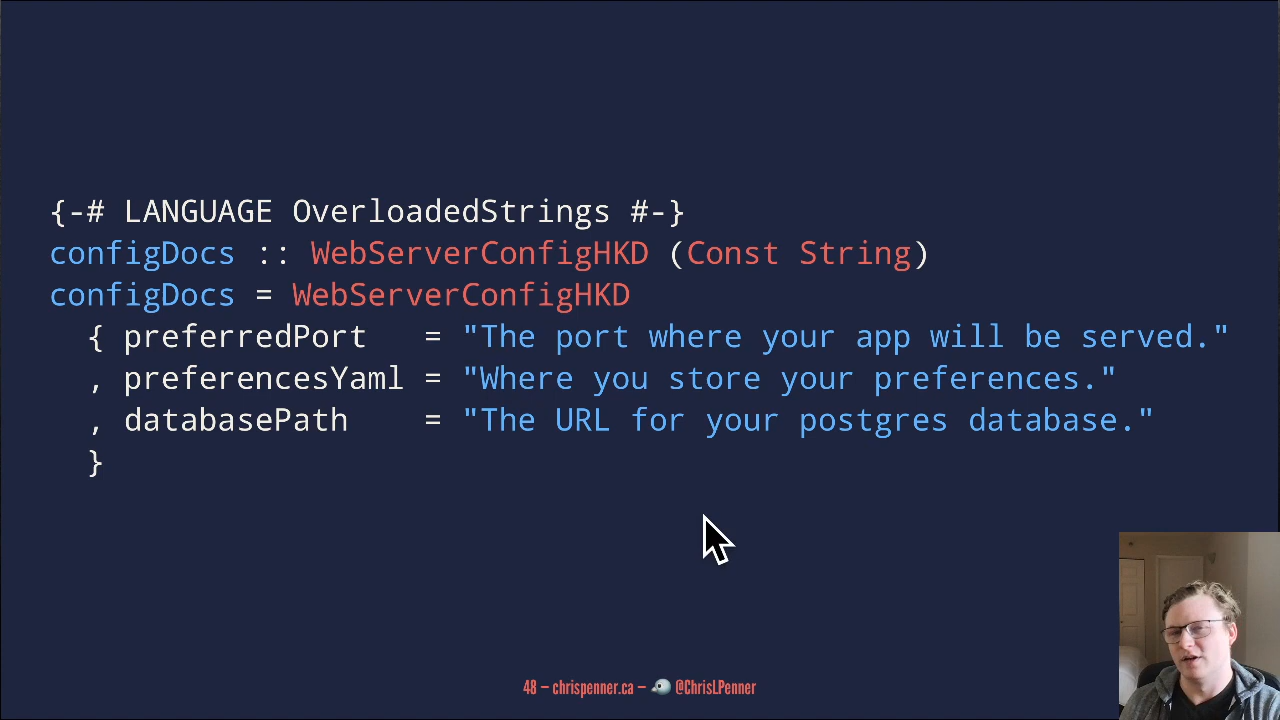 {-# LANGUAGE OverloadedStrings #-}
configDocs :: WebServerConfigHKD (Const String)
configDocs = WebServerConfigHKD
  { preferredPort   = "The port where your app will be served."
  , preferencesYaml = "Where you store your preferences."
  , databasePath    = "The URL for your postgres database."
  }
48 – chrispenner.ca – @ChrisLPenner